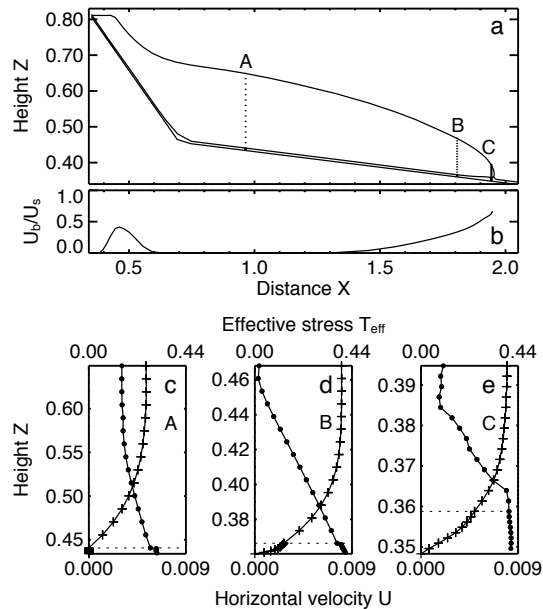 0.80
a
Height Z
0.70
A
0.60
B
0.50
C
0.40
1.0
U_b/U_s
0.5
b
0.0
0.5 1.0 1.5 2.0
Distance X
Effective stress T_eff
0.00 0.44 0.00 0.44 0.00 0.44
c d e
A B C
Height Z
0.60 0.55 0.50 0.45
0.46 0.44 0.42 0.40 0.38
0.39 0.38 0.37 0.36 0.35
0.000 0.009 0.000 0.009 0.000 0.009
Horizontal velocity U